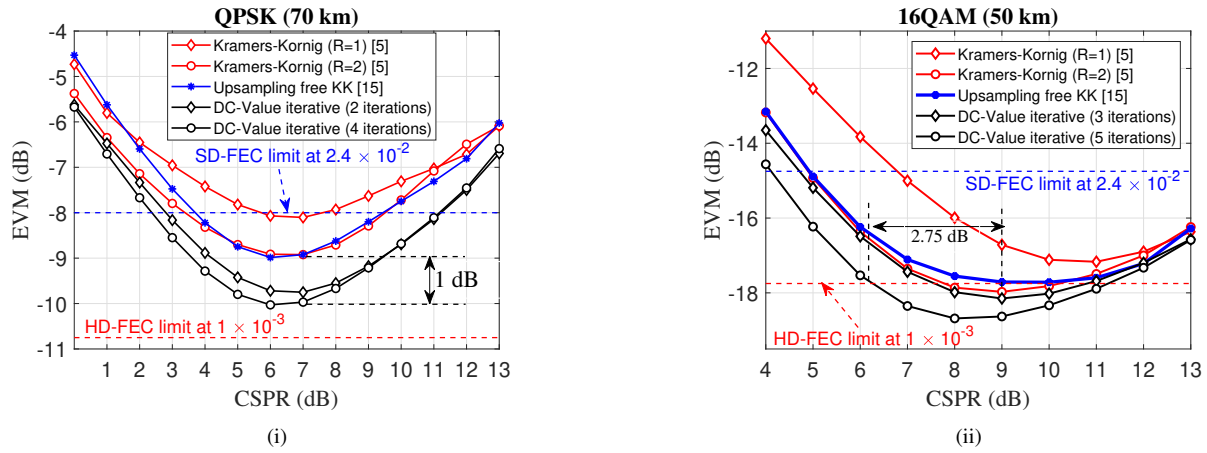 QPSK (70 km)
-4
-5
-6
-7
-8
-9
-10
-11
EVM (dB)
Kramers-Kornig (R=1) [5]
Kramers-Kornig (R=2) [5]
Upsampling free KK [15]
DC-Value iterative (2 iterations)
DC-Value iterative (4 iterations)
SD-FEC limit at 2.4 × 10⁻²
1 dB
HD-FEC limit at 1 × 10⁻³
1 2 3 4 5 6 7 8 9 10 11 12 13
CSPR (dB)
(i)
16QAM (50 km)
-12
-14
-16
-18
EVM (dB)
Kramers-Kornig (R=1) [5]
Kramers-Kornig (R=2) [5]
Upsampling free KK [15]
DC-Value iterative (3 iterations)
DC-Value iterative (5 iterations)
SD-FEC limit at 2.4 × 10⁻²
2.75 dB
HD-FEC limit at 1 × 10⁻³
4 5 6 7 8 9 10 11 12 13
CSPR (dB)
(ii)